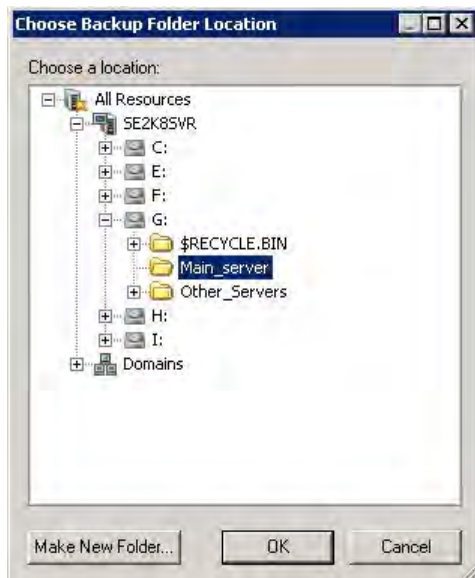 Choose Backup Folder Location
Choose a location:
All Resources
SE2K8SVR
C:
E:
F:
G:
$RECYCLE.BIN
Main_server
Other_Servers
H:
I:
Domains
Make New Folder... OK Cancel